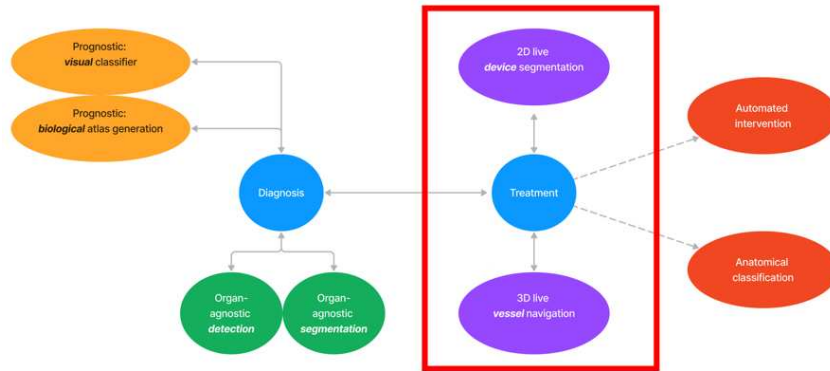 Prognostic:
visual classifier
Prognostic:
biological atlas generation
Diagnosis
Organ-
agnostic
detection
Organ-
agnostic
segmentation
2D live
device segmentation
Treatment
3D live
vessel navigation
Automated
intervention
Anatomical
classification